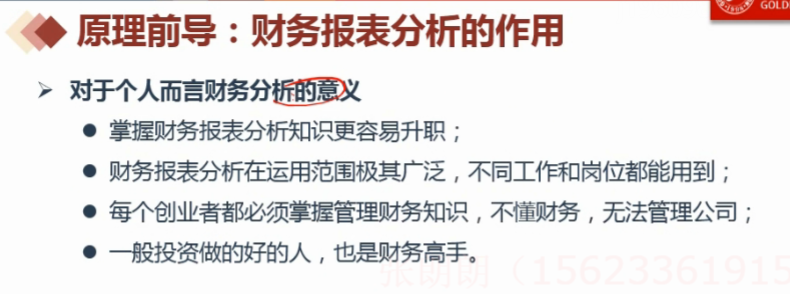 GOLD
原理前导：财务报表分析的作用
对于个人而言财务分析的意义
掌握财务报表分析知识更容易升职；
财务报表分析在运用范围极其广泛，不同工作和岗位都能用到；
每个创业者都必须掌握管理财务知识，不懂财务，无法管理公司；
一般投资做的好的人，也是财务高手。
张朗朗（15623361915